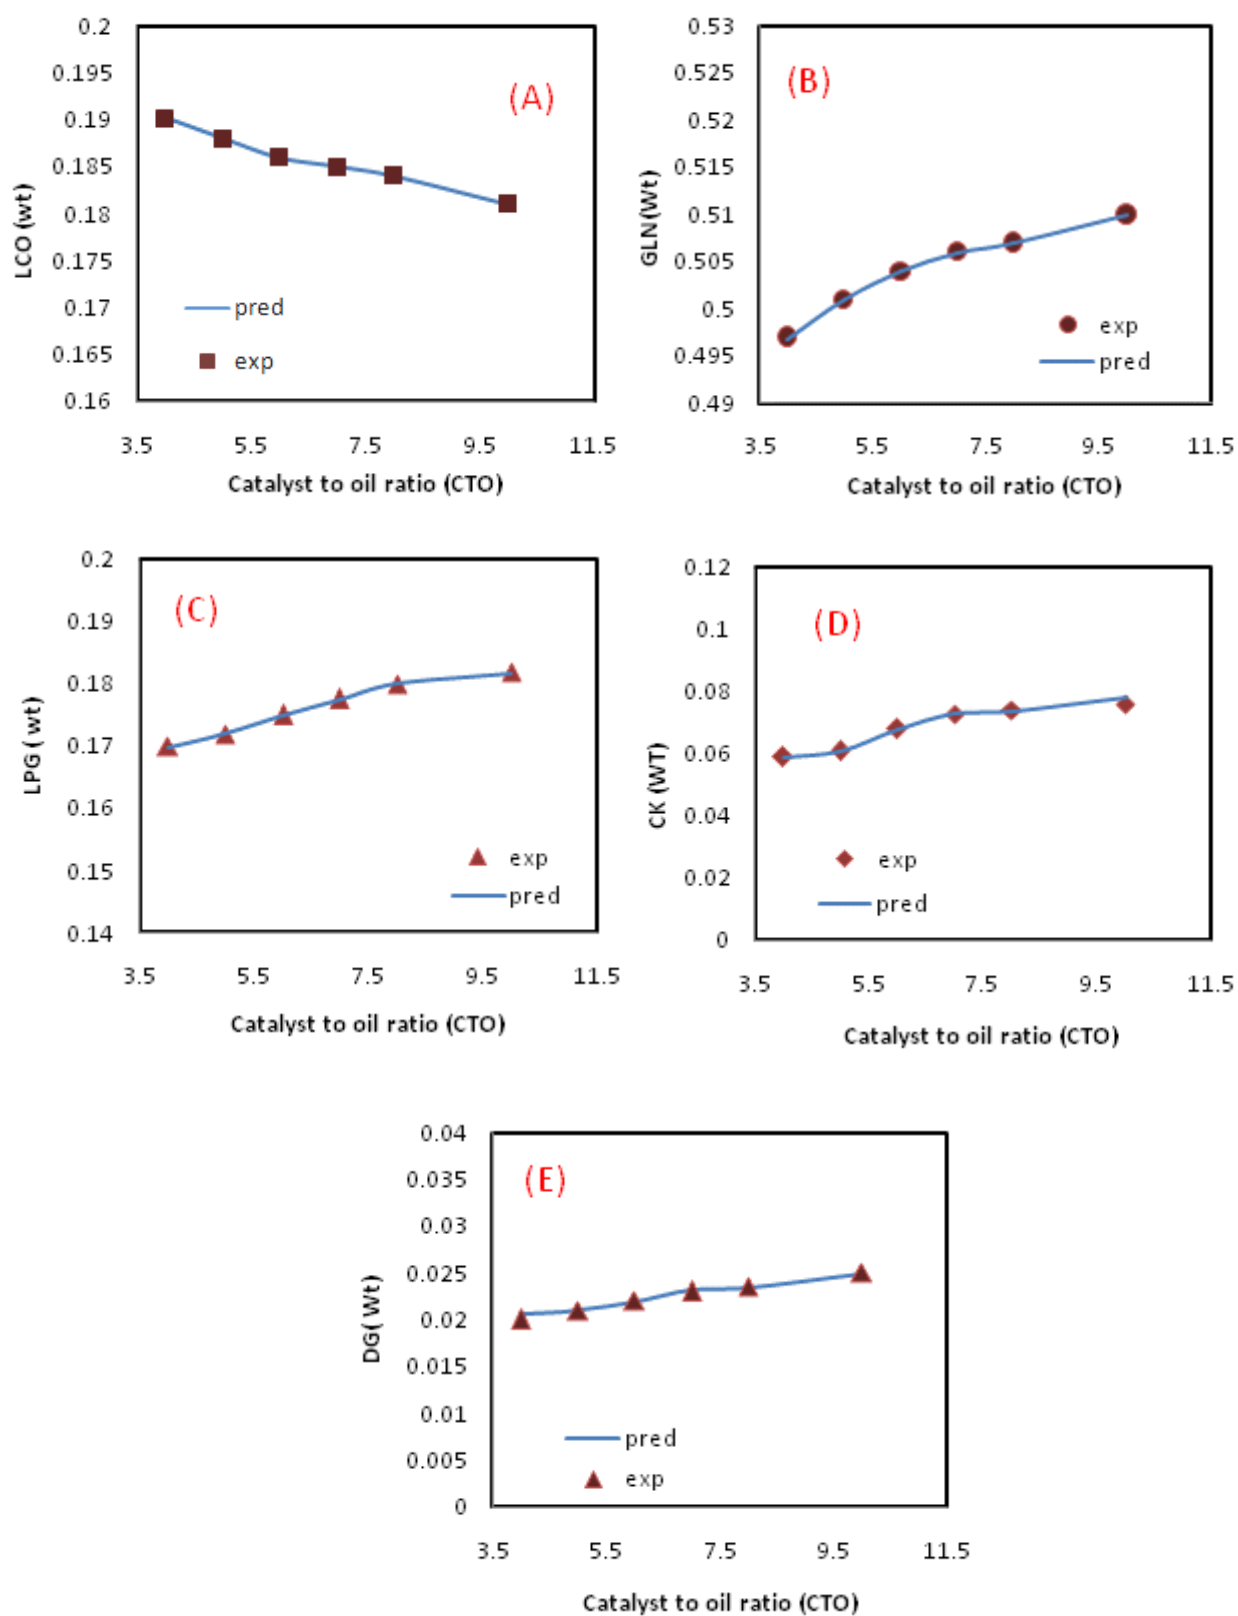 0.2
0.195
0.19
0.185
0.18
0.175
0.17
0.165
0.16
LCO (wt)
(A)
pred
exp
3.5 5.5 7.5 9.5 11.5
Catalyst to oil ratio (CTO)
0.53
0.525
0.52
0.515
0.51
0.505
0.5
0.495
0.49
GLN(Wt)
(B)
exp
pred
3.5 5.5 7.5 9.5 11.5
Catalyst to oil ratio (CTO)
0.2
0.19
0.18
0.17
0.16
0.15
0.14
LPG ( wt)
(C)
exp
pred
3.5 5.5 7.5 9.5 11.5
Catalyst to oil ratio (CTO)
0.12
0.1
0.08
0.06
0.04
0.02
0
CK (WT)
(D)
exp
pred
3.5 5.5 7.5 9.5 11.5
Catalyst to oil ratio (CTO)
0.04
0.035
0.03
0.025
0.02
0.015
0.01
0.005
0
DG( Wt)
(E)
pred
exp
3.5 5.5 7.5 9.5 11.5
Catalyst to oil ratio (CTO)